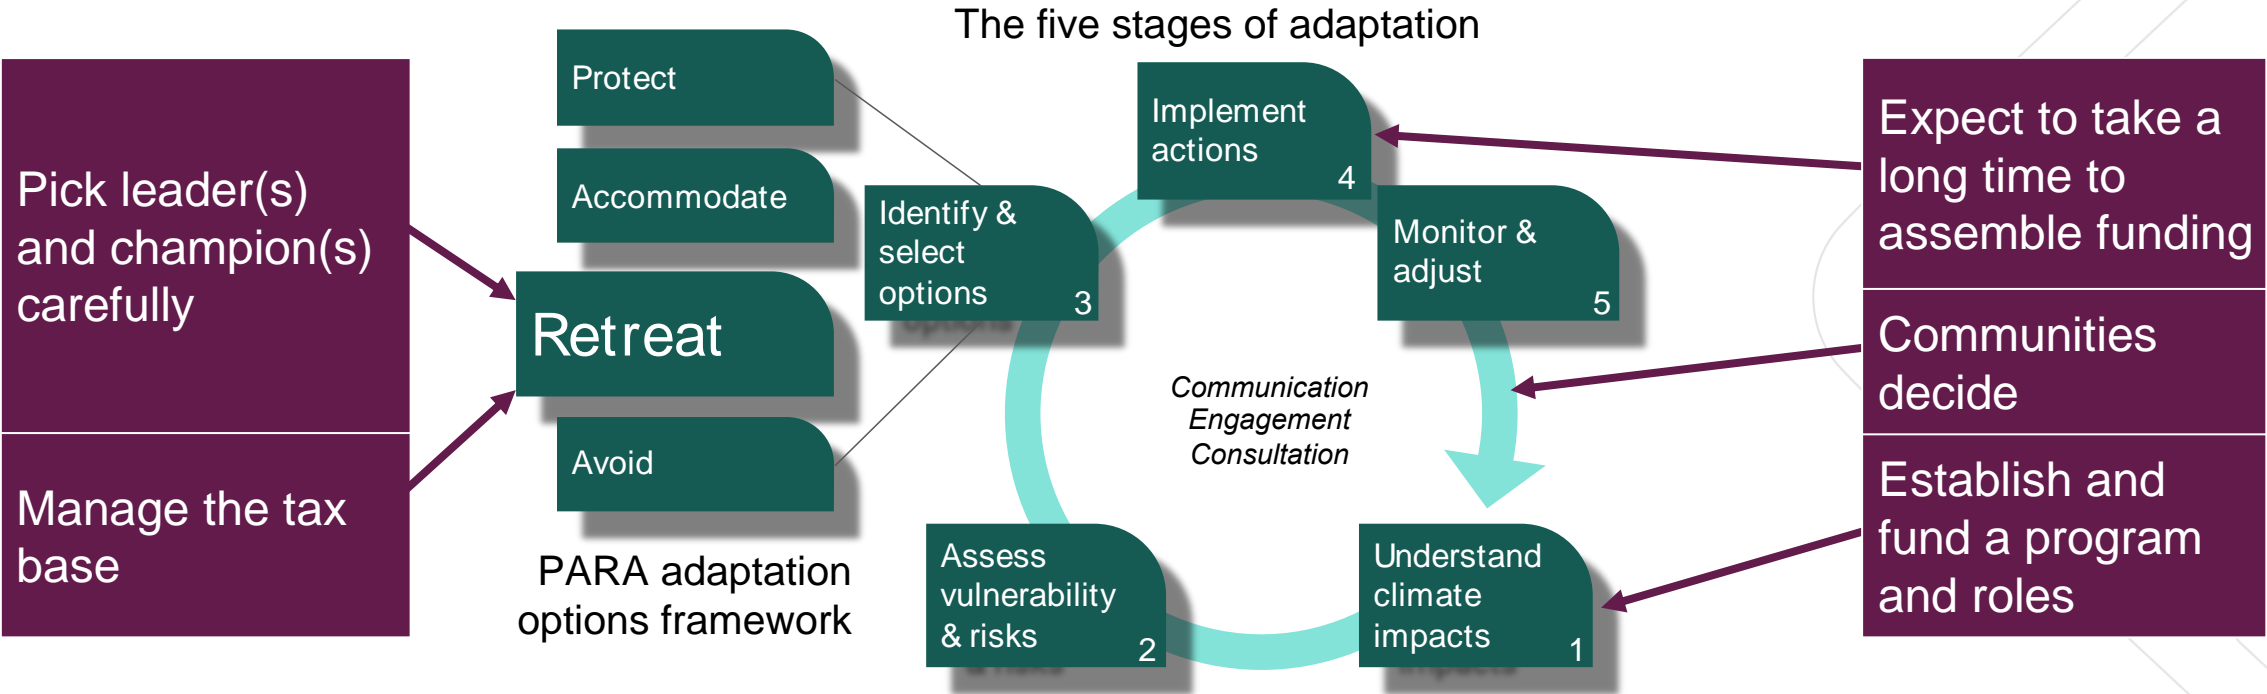 The five stages of adaptation
Pick leader(s)
and champion(s)
carefully
Manage the tax
base
Protect
Accommodate
Retreat
Avoid
PARA adaptation
options framework
Identify &
select
options
3
Implement
actions
4
Monitor &
adjust
5
Communication
Engagement
Consultation
Assess
vulnerability
& risks
2
Understand
climate
impacts
1
Expect to take a
long time to
assemble funding
Communities
decide
Establish and
fund a program
and roles